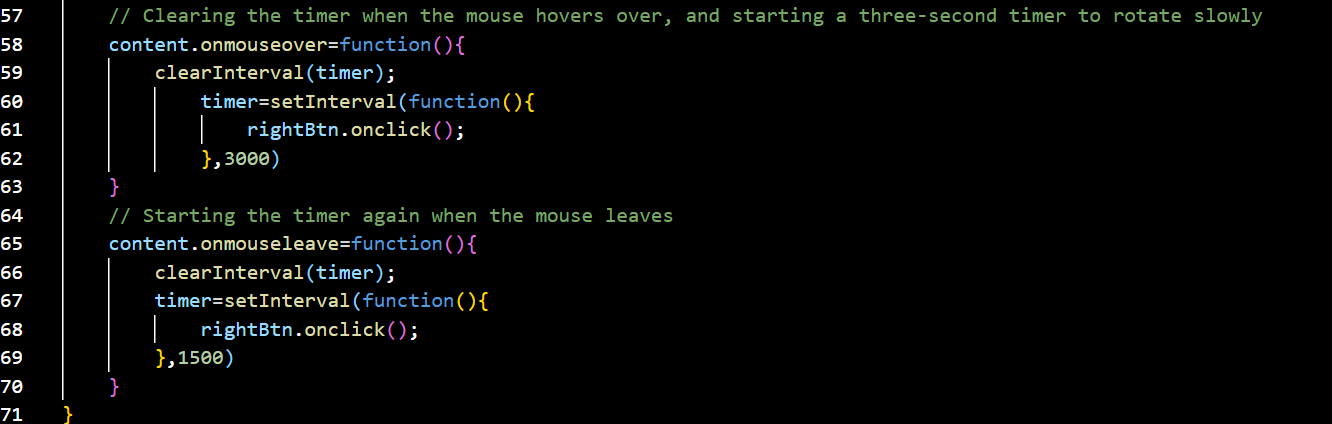 57 // Clearing the timer when the mouse hovers over, and starting a three-second timer to rotate slowly
58 content.onmouseover=function(){
59 clearInterval(timer);
60 timer=setInterval(function(){
61 rightBtn.onclick();
62 },3000)
63 }
64 // Starting the timer again when the mouse leaves
65 content.onmouseleave=function(){
66 clearInterval(timer);
67 timer=setInterval(function(){
68 rightBtn.onclick();
69 },1500)
70 }
71 }